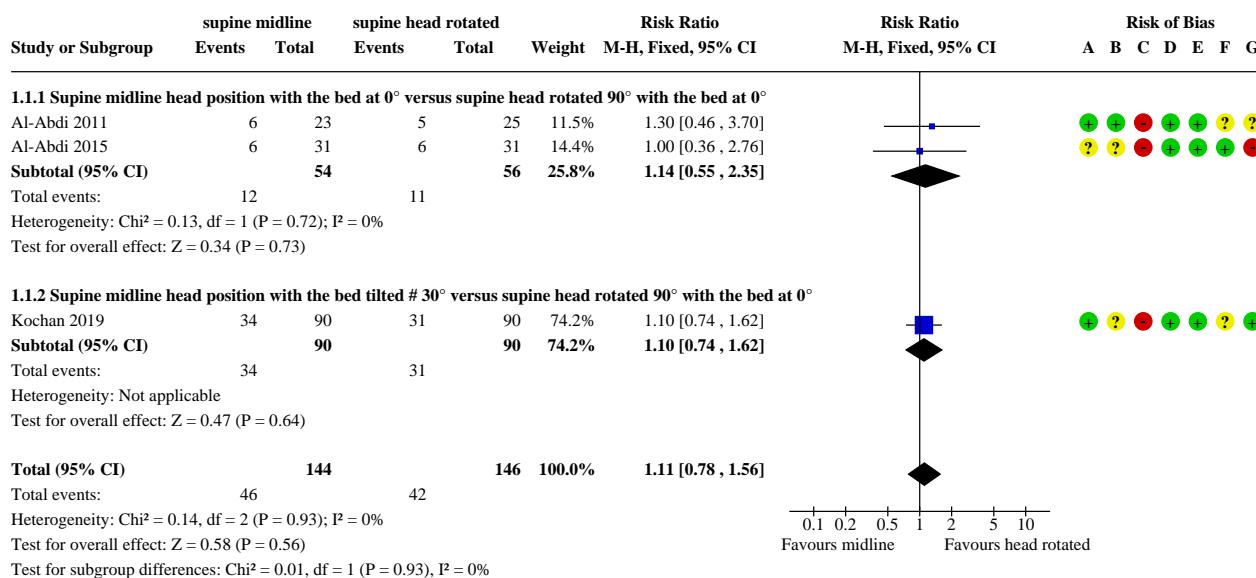 supine midline supine head rotated Risk Ratio Risk Ratio Risk of Bias
Study or Subgroup Events Total Events Total Weight M-H, Fixed, 95% CI M-H, Fixed, 95% CI A B C D E F G
1.1.1 Supine midline head position with the bed at 0° versus supine head rotated 90° with the bed at 0°
Al-Abdi 2011 6 23 5 25 11.5% 1.30 [0.46 , 3.70] + + - + + ? ?
Al-Abdi 2015 6 31 6 31 14.4% 1.00 [0.36 , 2.76] ? ? - + + + -
Subtotal (95% CI) 54 56 25.8% 1.14 [0.55 , 2.35]
Total events: 12 11
Heterogeneity: Chi² = 0.13, df = 1 (P = 0.72); I² = 0%
Test for overall effect: Z = 0.34 (P = 0.73)
1.1.2 Supine midline head position with the bed tilted # 30° versus supine head rotated 90° with the bed at 0°
Kochan 2019 34 90 31 90 74.2% 1.10 [0.74 , 1.62] + ? - + + ? +
Subtotal (95% CI) 90 90 74.2% 1.10 [0.74 , 1.62]
Total events: 34 31
Heterogeneity: Not applicable
Test for overall effect: Z = 0.47 (P = 0.64)
Total (95% CI) 144 146 100.0% 1.11 [0.78 , 1.56]
Total events: 46 42
Heterogeneity: Chi² = 0.14, df = 2 (P = 0.93); I² = 0%
0.1 0.2 0.5 1 2 5 10
Test for overall effect: Z = 0.58 (P = 0.56) Favours midline Favours head rotated
Test for subgroup differences: Chi² = 0.01, df = 1 (P = 0.93), I² = 0%